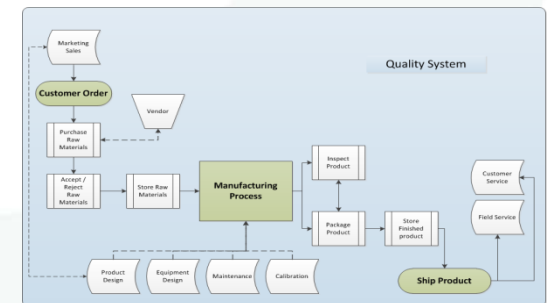 Marketing
Sales
Quality System
Customer Order
Vendor
Purchase
Raw
Materials
Inspect
Product
Accept /
Reject
Raw
Materials
Store Raw
Materials
Manufacturing
Process
Customer
Service
Package
Product
Store
Finished
product
Field Service
Product
Design
Equipment
Design
Maintenance
Calibration
Ship Product